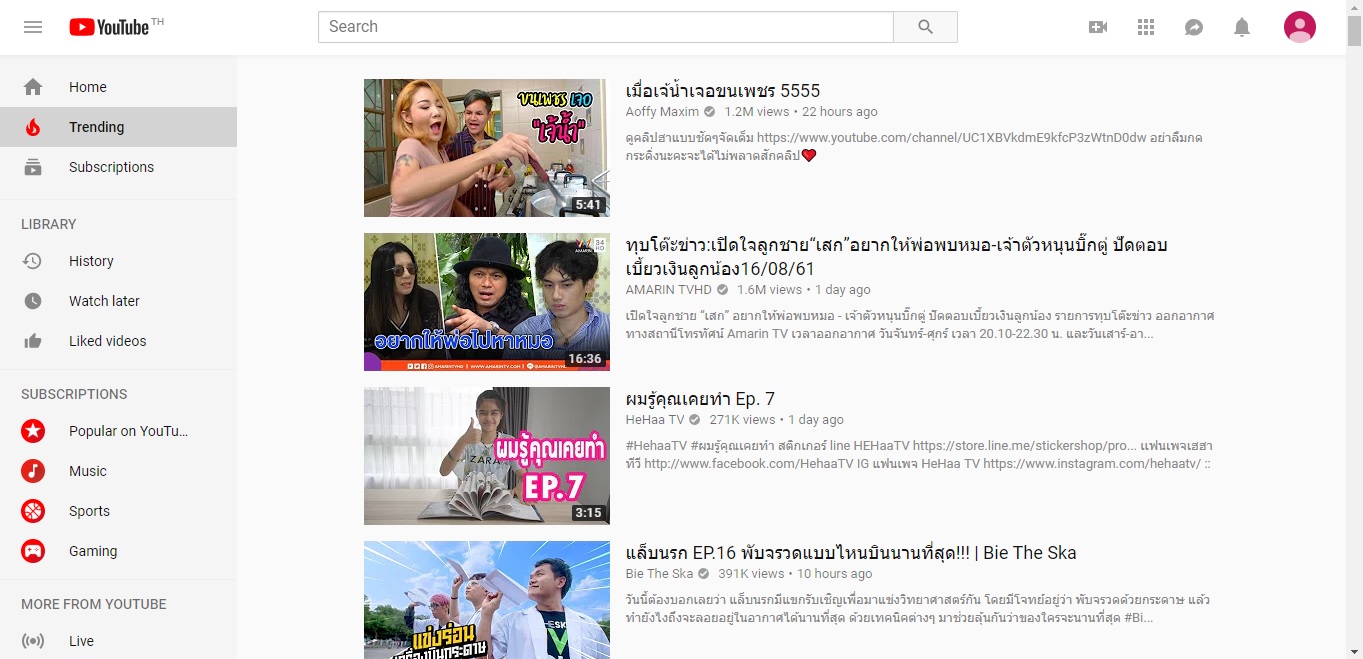 YouTube TH
Search
Home
Trending
Subscriptions
LIBRARY
History
Watch later
Liked videos
SUBSCRIPTIONS
Popular on YouTu...
Music
Sports
Gaming
MORE FROM YOUTUBE
Live
ขนเพชร เจอ
"เจ๊น้ำ"
5:41
เมื่อเจ้น้ำเจอขนเพชร 5555
Aoffy Maxim 1.2M views • 22 hours ago
ดูคลิปสาแบบชัดๆจัดเต็ม https://www.youtube.com/channel/UC1XBVkdmE9kfcP3zWtnD0dw อย่าลืมกด
กระดิ่งนะคะจะได้ไม่พลาดสักคลิป❤
34
HD
AMARIN
อยากให้พ่อไปหาหมอ
AMARINTVHD | WWW.AMARINTV.COM | AMARINTVHD
16:36
ทุบโต๊ะข่าว:เปิดใจลูกชาย“เสก”อยากให้พ่อพบหมอ-เจ้าตัวหนุนบิ๊กตู่ ปัดตอบ
เบี้ยวเงินลูกน้อง16/08/61
AMARIN TVHD 1.6M views • 1 day ago
เปิดใจลูกชาย “เสก” อยากให้พ่อพบหมอ - เจ้าตัวหนุนบิ๊กตู่ ปัดตอบเบี้ยวเงินลูกน้อง รายการทุบโต๊ะข่าว ออกอากาศ
ทางสถานีโทรทัศน์ Amarin TV เวลาออกอากาศ วันจันทร์-ศุกร์ เวลา 20.10-22.30 น. และวันเสาร์-อา...
ZARA
ผมรู้คุณเคยทำ
EP.7
3:15
ผมรู้คุณเคยทำ Ep. 7
HeHaa TV 271K views • 1 day ago
#HehaaTV #ผมรู้คุณเคยทำ สติกเกอร์ line HEHaaTV https://store.line.me/stickershop/pro... แฟนเพจเฮฮา
ทีวี http://www.facebook.com/HehaaTV IG แฟนเพจ HeHaa TV https://www.instagram.com/hehaatv/ ::
แข่งร่อน
เครื่องบินกระดาษ
แล็บนรก EP.16 พับจรวดแบบไหนบินนานที่สุด!!! | Bie The Ska
Bie The Ska 391K views • 10 hours ago
วันนี้ต้องบอกเลยว่า แล็บนรกมีแขกรับเชิญเพื่อมาแข่งวิทยาศาสตร์กัน โดยมีโจทย์อยู่ว่า พับจรวดด้วยกระดาษ แล้ว
ทำยังไงถึงจะลอยอยู่ในอากาศได้นานที่สุด ด้วยเทคนิคต่างๆ มาช่วยลุ้นกันว่าของใครจะนานที่สุด #Bi...